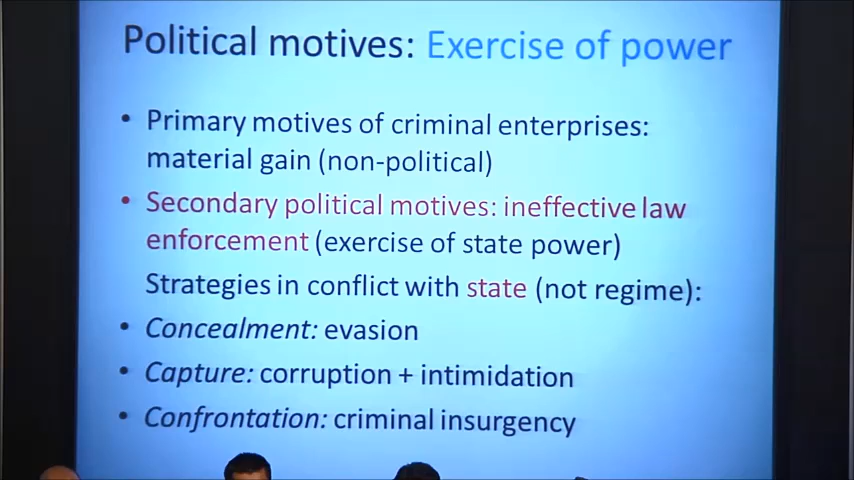 Political motives: Exercise of power
• Primary motives of criminal enterprises:
material gain (non-political)
• Secondary political motives: ineffective law
enforcement (exercise of state power)
Strategies in conflict with state (not regime):
• Concealment: evasion
• Capture: corruption + intimidation
• Confrontation: criminal insurgency